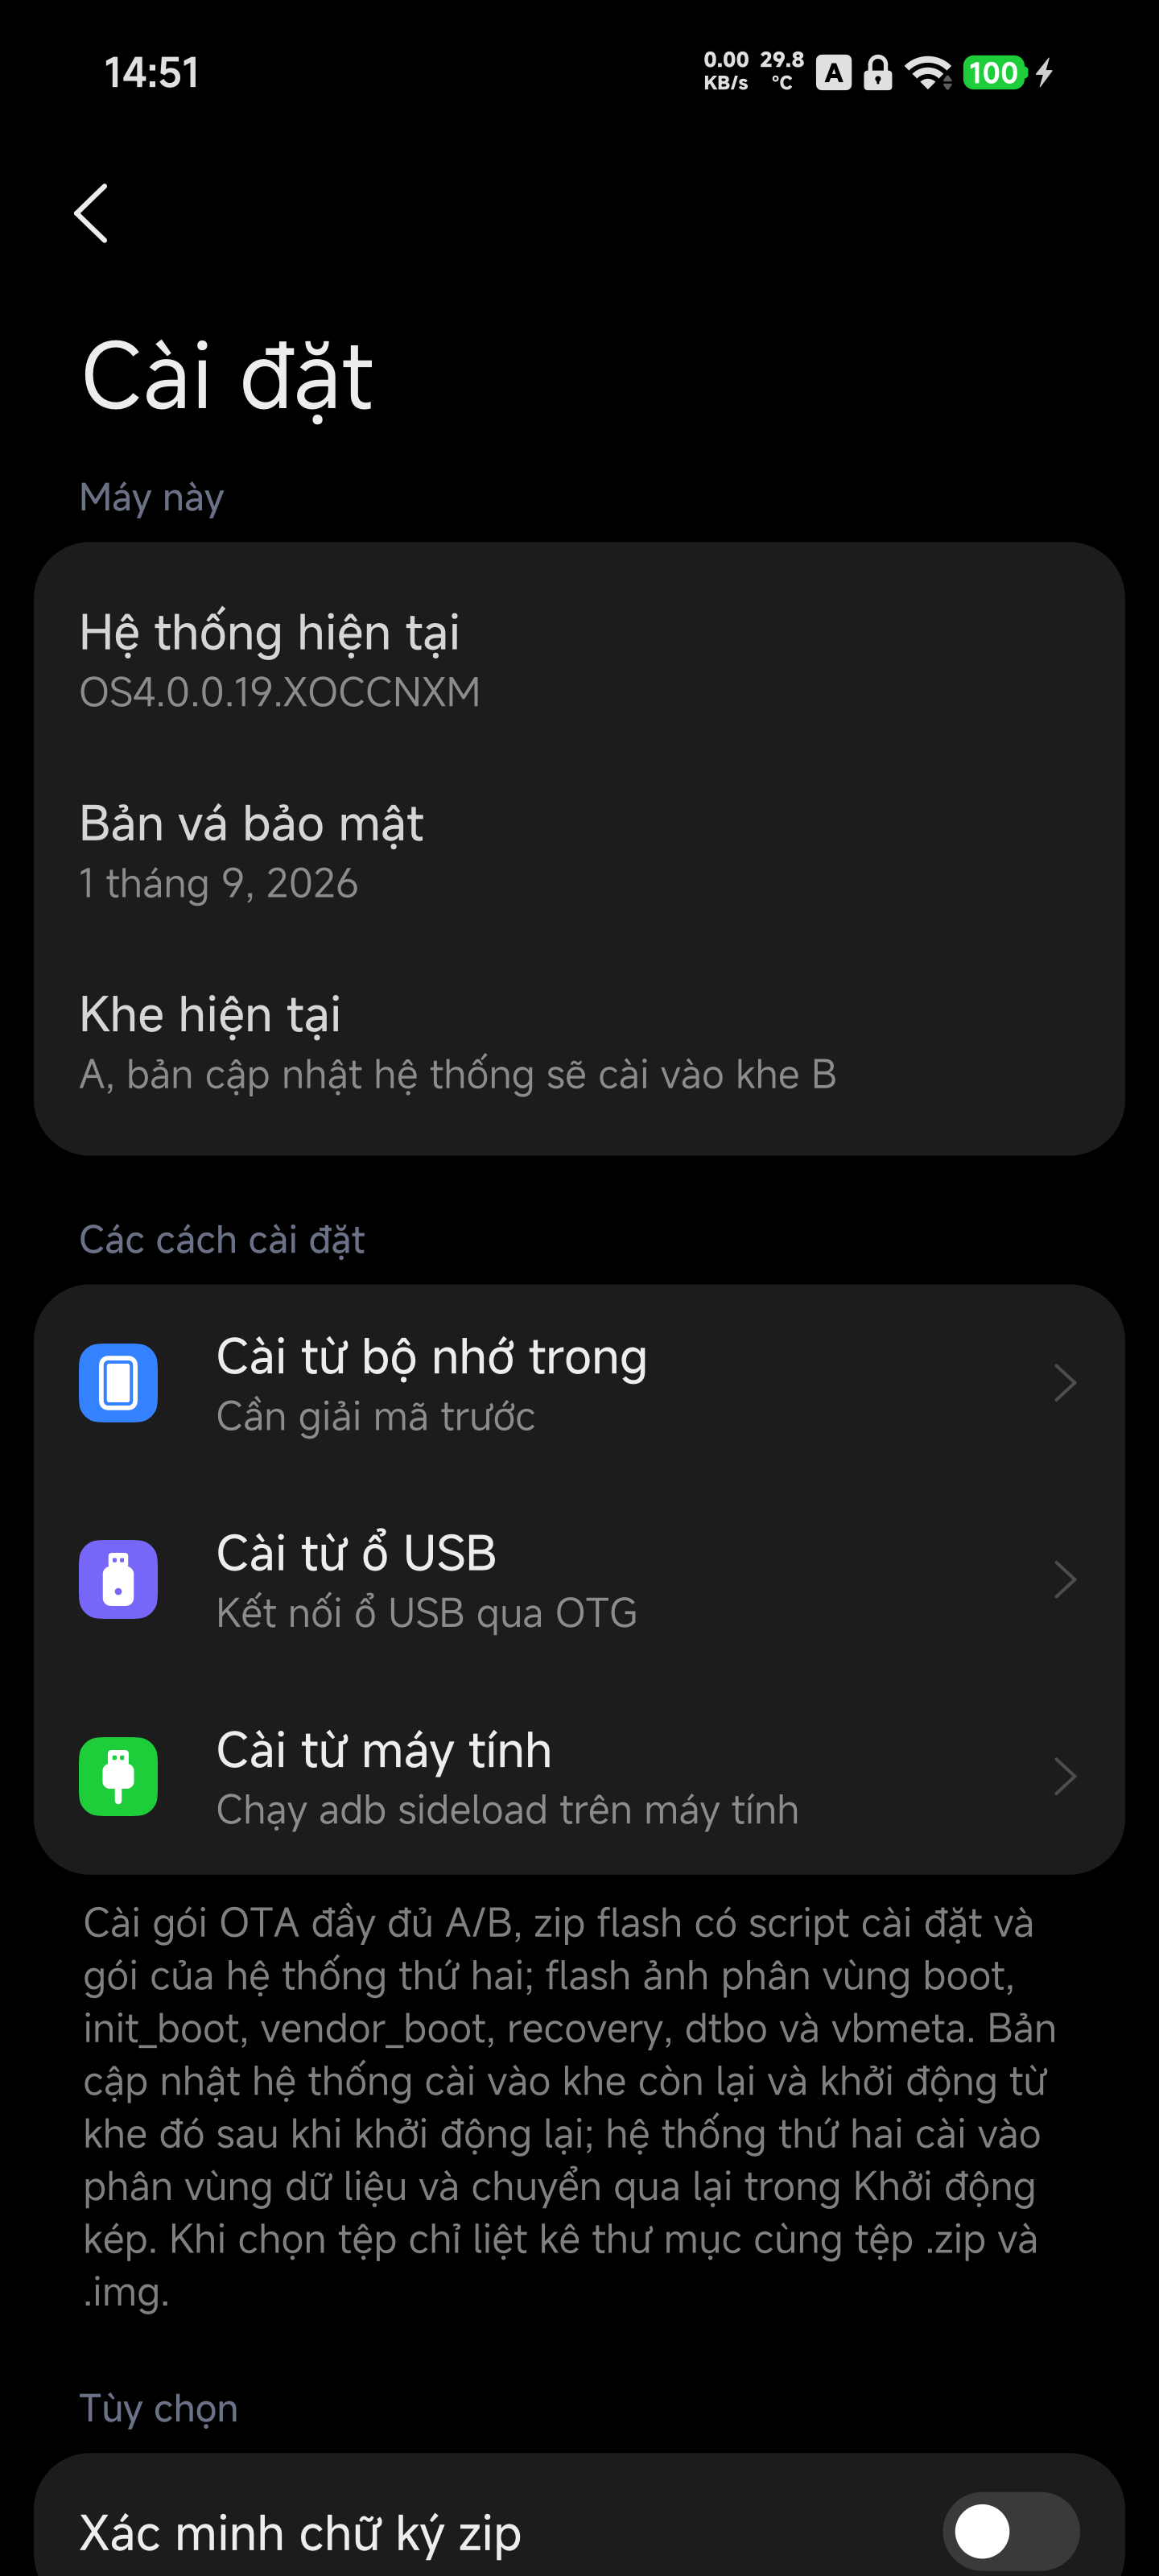 14:51
0.00 KB/s 29.8 °C A 100
Cài đặt
Máy này
Hệ thống hiện tại
OS4.0.0.19.XOCCNXM
Bản vá bảo mật
1 tháng 9, 2026
Khe hiện tại
A, bản cập nhật hệ thống sẽ cài vào khe B
Các cách cài đặt
Cài từ bộ nhớ trong
Cần giải mã trước
Cài từ ổ USB
Kết nối ổ USB qua OTG
Cài từ máy tính
Chạy adb sideload trên máy tính
Cài gói OTA đầy đủ A/B, zip flash có script cài đặt và
gói của hệ thống thứ hai; flash ảnh phân vùng boot,
init_boot, vendor_boot, recovery, dtbo và vbmeta. Bản
cập nhật hệ thống cài vào khe còn lại và khởi động từ
khe đó sau khi khởi động lại; hệ thống thứ hai cài vào
phân vùng dữ liệu và chuyển qua lại trong Khởi động
kép. Khi chọn tệp chỉ liệt kê thư mục cùng tệp .zip và
.img.
Tùy chọn
Xác minh chữ ký zip